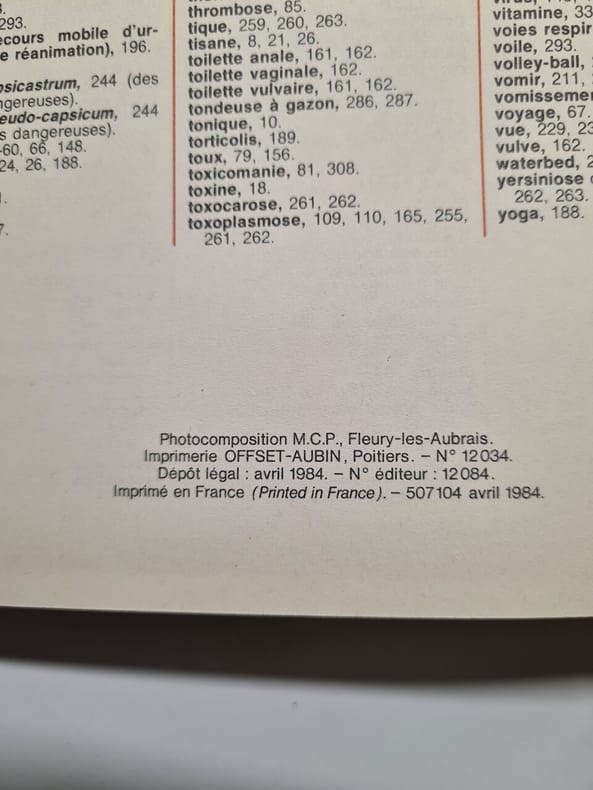 293.
ecours mobile d'ur-
e réanimation), 196.
osicastrum, 244 (des
ngereuses).
eudo-capsicum, 244
s dangereuses).
-60, 66, 148.
24, 26, 188.
7.
thrombose, 85.
tique, 259, 260, 263.
tisane, 8, 21, 26.
toilette anale, 161, 162.
toilette vaginale, 162.
toilette vulvaire, 161, 162.
tondeuse à gazon, 286, 287.
tonique, 10.
torticolis, 189.
toux, 79, 156.
toxicomanie, 81, 308.
toxine, 18.
toxocarose, 261, 262.
toxoplasmose, 109, 110, 165, 255,
261, 262.
vitamine, 33
voies respir
voile, 293.
volley-ball,
vomir, 211,
vomissemen
voyage, 67.
vue, 229, 23
vulve, 162.
waterbed, 2
yersiniose
262, 263.
yoga, 188.
Photocomposition M.C.P., Fleury-les-Aubrais.
Imprimerie OFFSET-AUBIN, Poitiers. – N° 12034.
Dépôt légal : avril 1984. – N° éditeur : 12084.
Imprimé en France (Printed in France). – 507104 avril 1984.